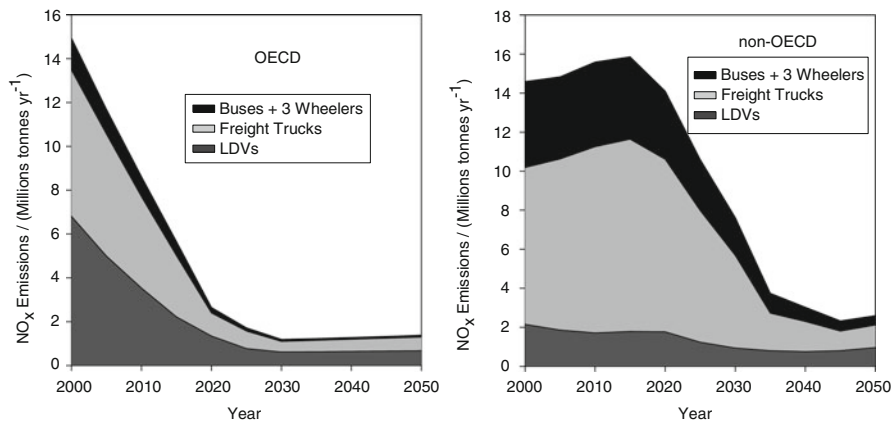 OECD
Buses + 3 Wheelers
Freight Trucks
LDVs
NOx Emissions / (Millions tonnes yr-1)
16
14
12
10
8
6
4
2
0
2000 2010 2020 2030 2040 2050
Year
non-OECD
Buses + 3 Wheelers
Freight Trucks
LDVs
NOx Emissions / (Millions tonnes yr-1)
18
16
14
12
10
8
6
4
2
0
2000 2010 2020 2030 2040 2050
Year